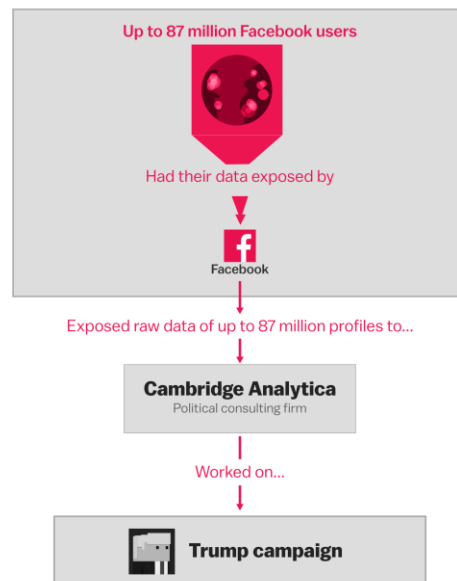 Up to 87 million Facebook users
Had their data exposed by
f
Facebook
Exposed raw data of up to 87 million profiles to...
Cambridge Analytica
Political consulting firm
Worked on...
Trump campaign